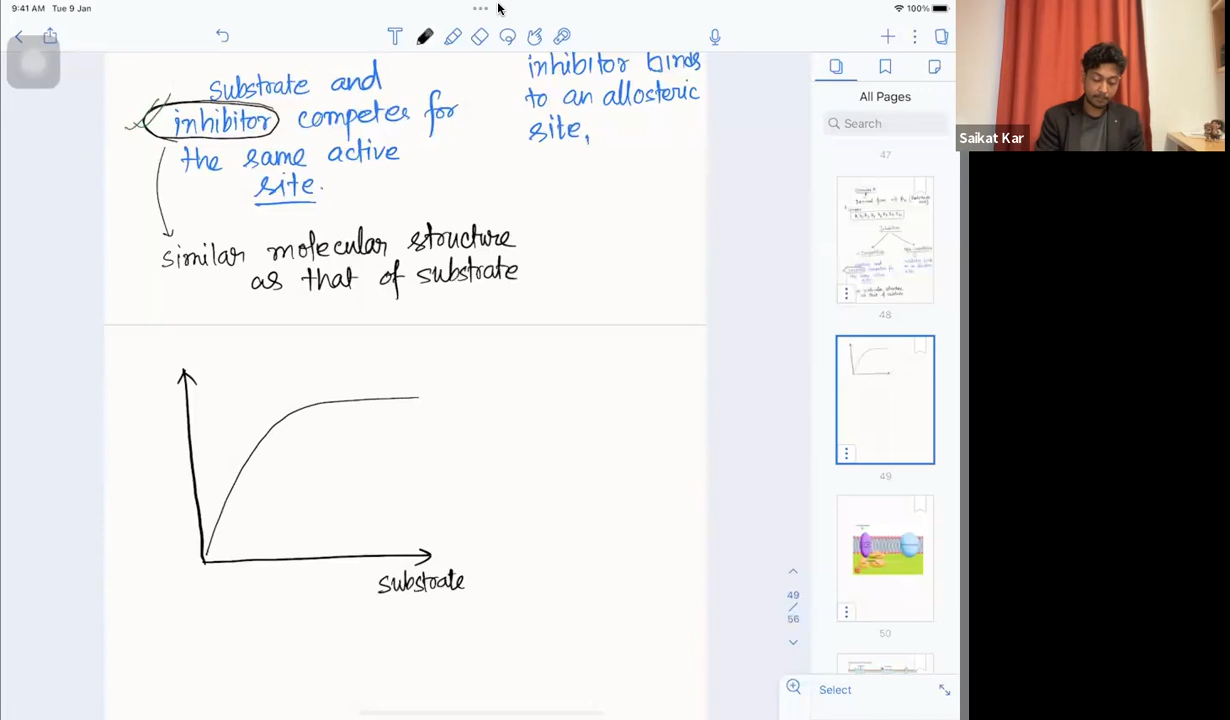 9:41 AM Tue 9 Jan
100%
substrate and
inhibitor competes for
the same active
site.
inhibitor binds
to an allosteric
site,
similar molecular structure
as that of substrate
substrate
All Pages
Search
47
48
49
50
49
/
56
Select
Saikat Kar